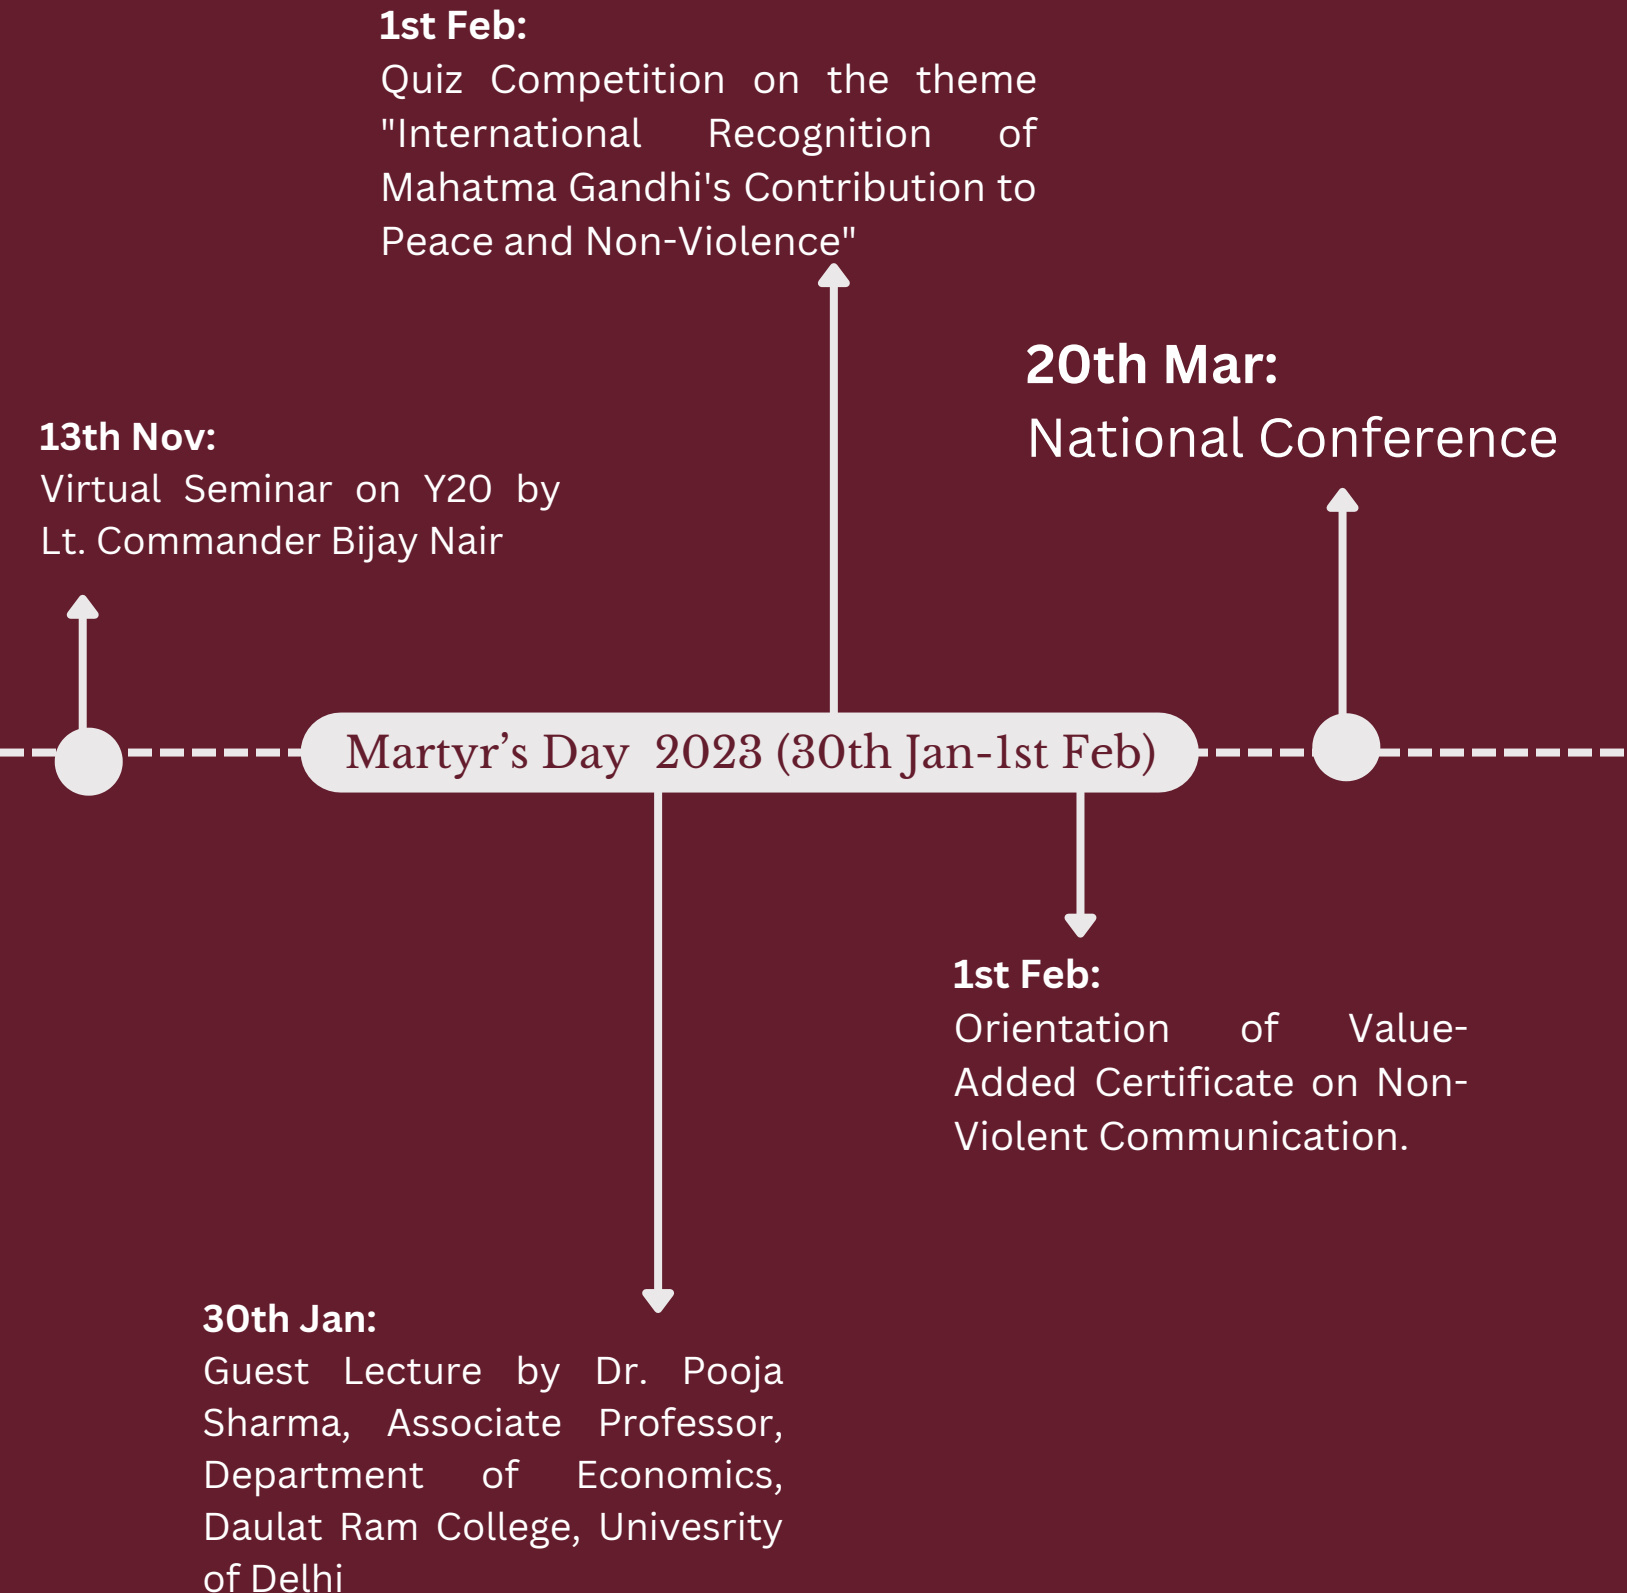 1st Feb:
Quiz Competition on the theme
"International Recognition of
Mahatma Gandhi's Contribution to
Peace and Non-Violence"
20th Mar:
National Conference
13th Nov:
Virtual Seminar on Y20 by
Lt. Commander Bijay Nair
Martyr’s Day 2023 (30th Jan-1st Feb)
1st Feb:
Orientation of Value-
Added Certificate on Non-
Violent Communication.
30th Jan:
Guest Lecture by Dr. Pooja
Sharma, Associate Professor,
Department of Economics,
Daulat Ram College, Univesrity
of Delhi